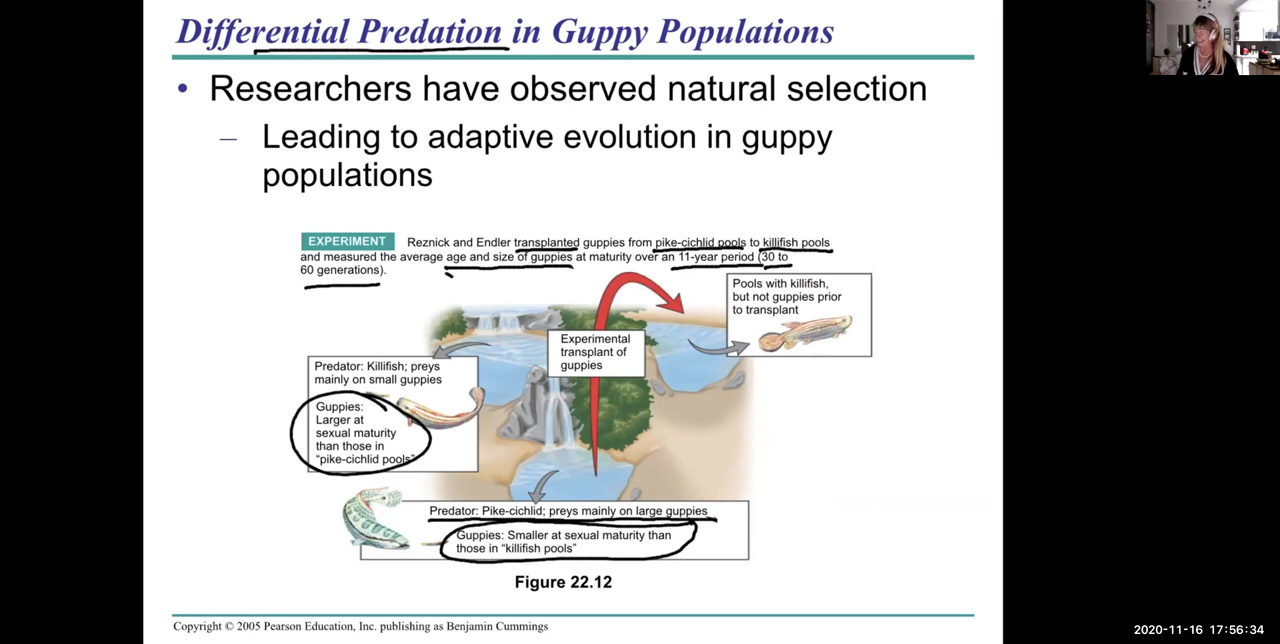 Differential Predation in Guppy Populations
• Researchers have observed natural selection
– Leading to adaptive evolution in guppy
populations
EXPERIMENT Reznick and Endler transplanted guppies from pike-cichlid pools to killifish pools
and measured the average age and size of guppies at maturity over an 11-year period (30 to
60 generations).
Pools with killifish,
but not guppies prior
to transplant
Experimental
transplant of
guppies
Predator: Killifish; preys
mainly on small guppies
Guppies:
Larger at
sexual maturity
than those in
“pike-cichlid pools”
Predator: Pike-cichlid; preys mainly on large guppies
Guppies: Smaller at sexual maturity than
those in “killifish pools”
Figure 22.12
Copyright © 2005 Pearson Education, Inc. publishing as Benjamin Cummings
2020-11-16 17:56:34